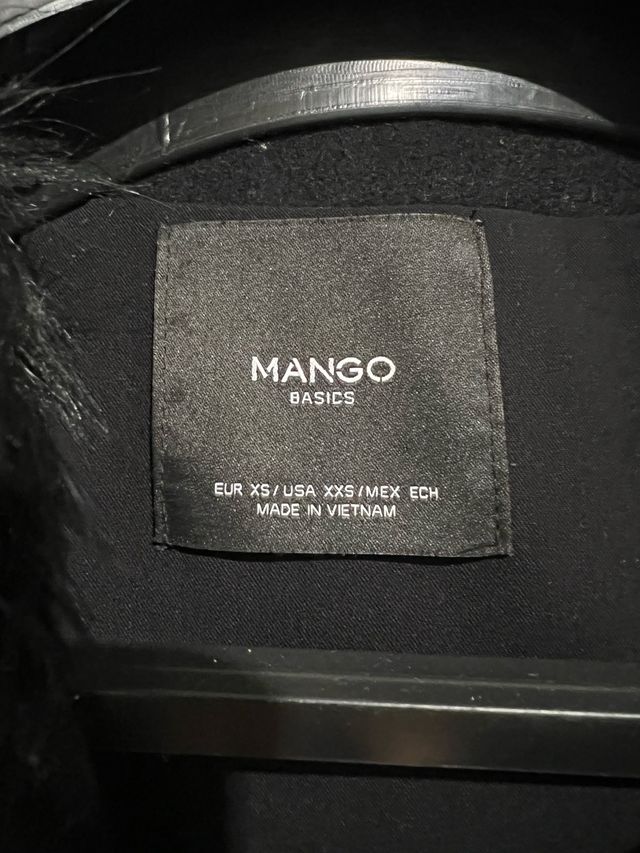 MANGO
BASICS
EUR XS/USA XXS/MEX ECH
MADE IN VIETNAM